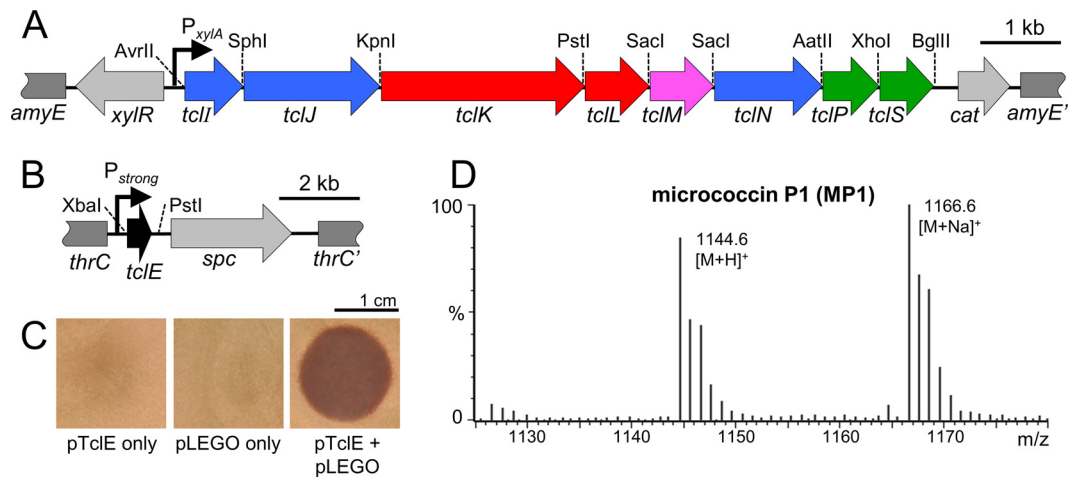 A
AvrII
P_xylA
SphI
KpnI
PstI
SacI
SacI
AatII
XhoI
BglII
1 kb
amyE
xylR
tclI
tclJ
tclK
tclL
tclM
tclN
tclP
tclS
cat
amyE'
B
XbaI
P_strong
PstI
2 kb
thrC
tclE
spc
thrC'
C
1 cm
pTclE only
pLEGO only
pTclE +
pLEGO
D
micrococcin P1 (MP1)
100
%
0
1144.6
[M+H]⁺
1166.6
[M+Na]⁺
1130
1140
1150
1160
1170
m/z